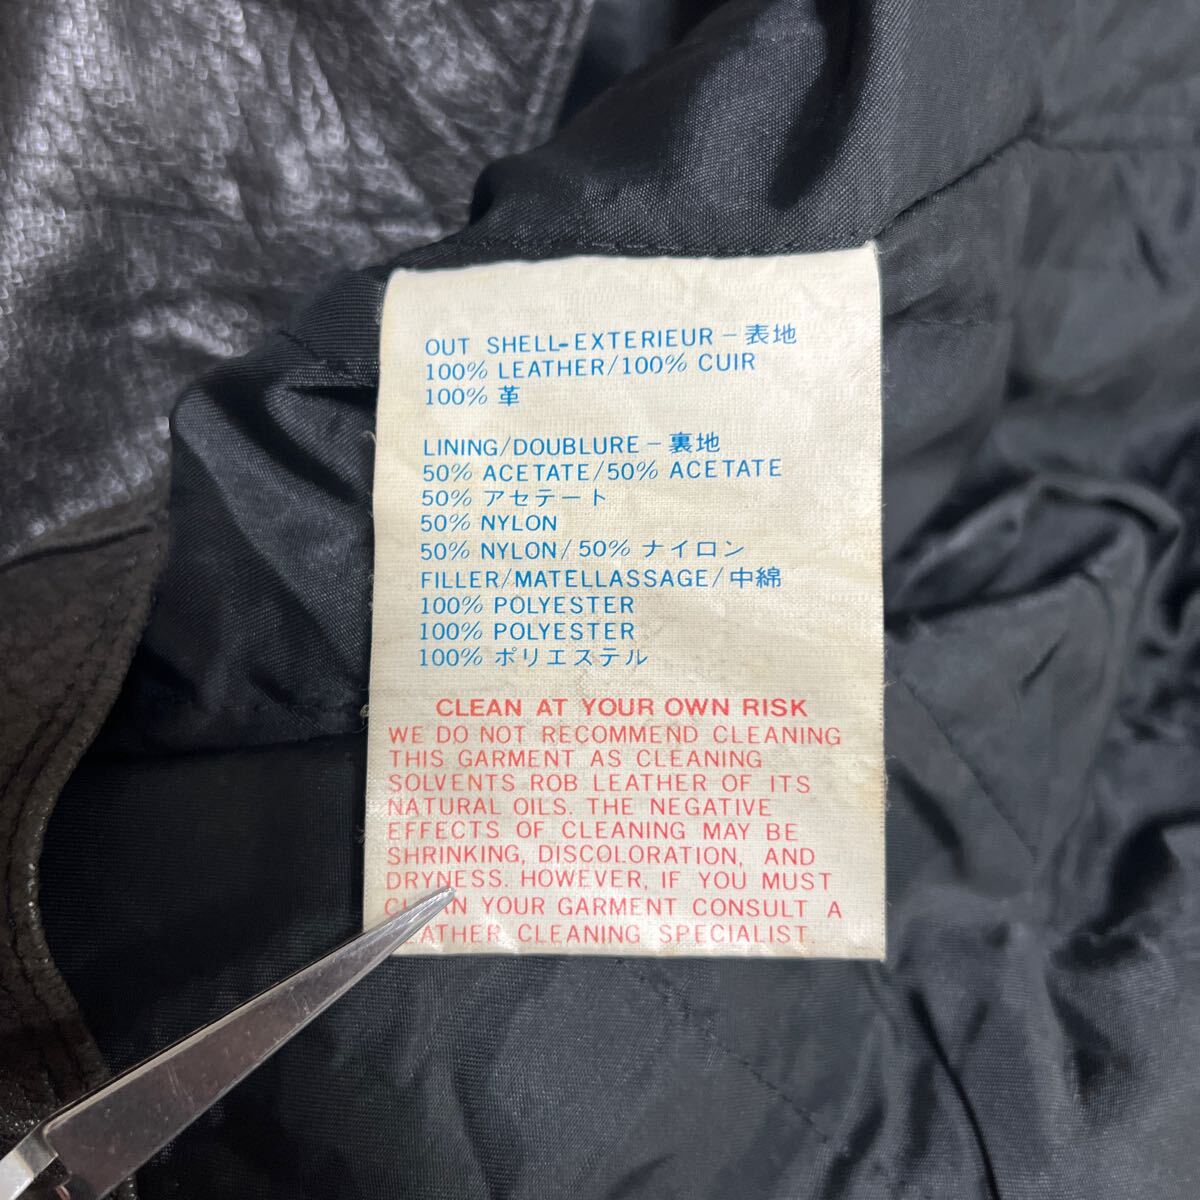 OUT SHELL-EXTERIEUR - 表地
100% LEATHER/100% CUIR
100% 革
LINING/DOUBLURE - 裏地
50% ACETATE/50% ACETATE
50% アセテート
50% NYLON
50% NYLON/50% ナイロン
FILLER/MATELLASSAGE/中綿
100% POLYESTER
100% POLYESTER
100% ポリエステル
CLEAN AT YOUR OWN RISK
WE DO NOT RECOMMEND CLEANING
THIS GARMENT AS CLEANING
SOLVENTS ROB LEATHER OF ITS
NATURAL OILS. THE NEGATIVE
EFFECTS OF CLEANING MAY BE
SHRINKING, DISCOLORATION, AND
DRYNESS. HOWEVER, IF YOU MUST
CLEAN YOUR GARMENT CONSULT A
LEATHER CLEANING SPECIALIST.